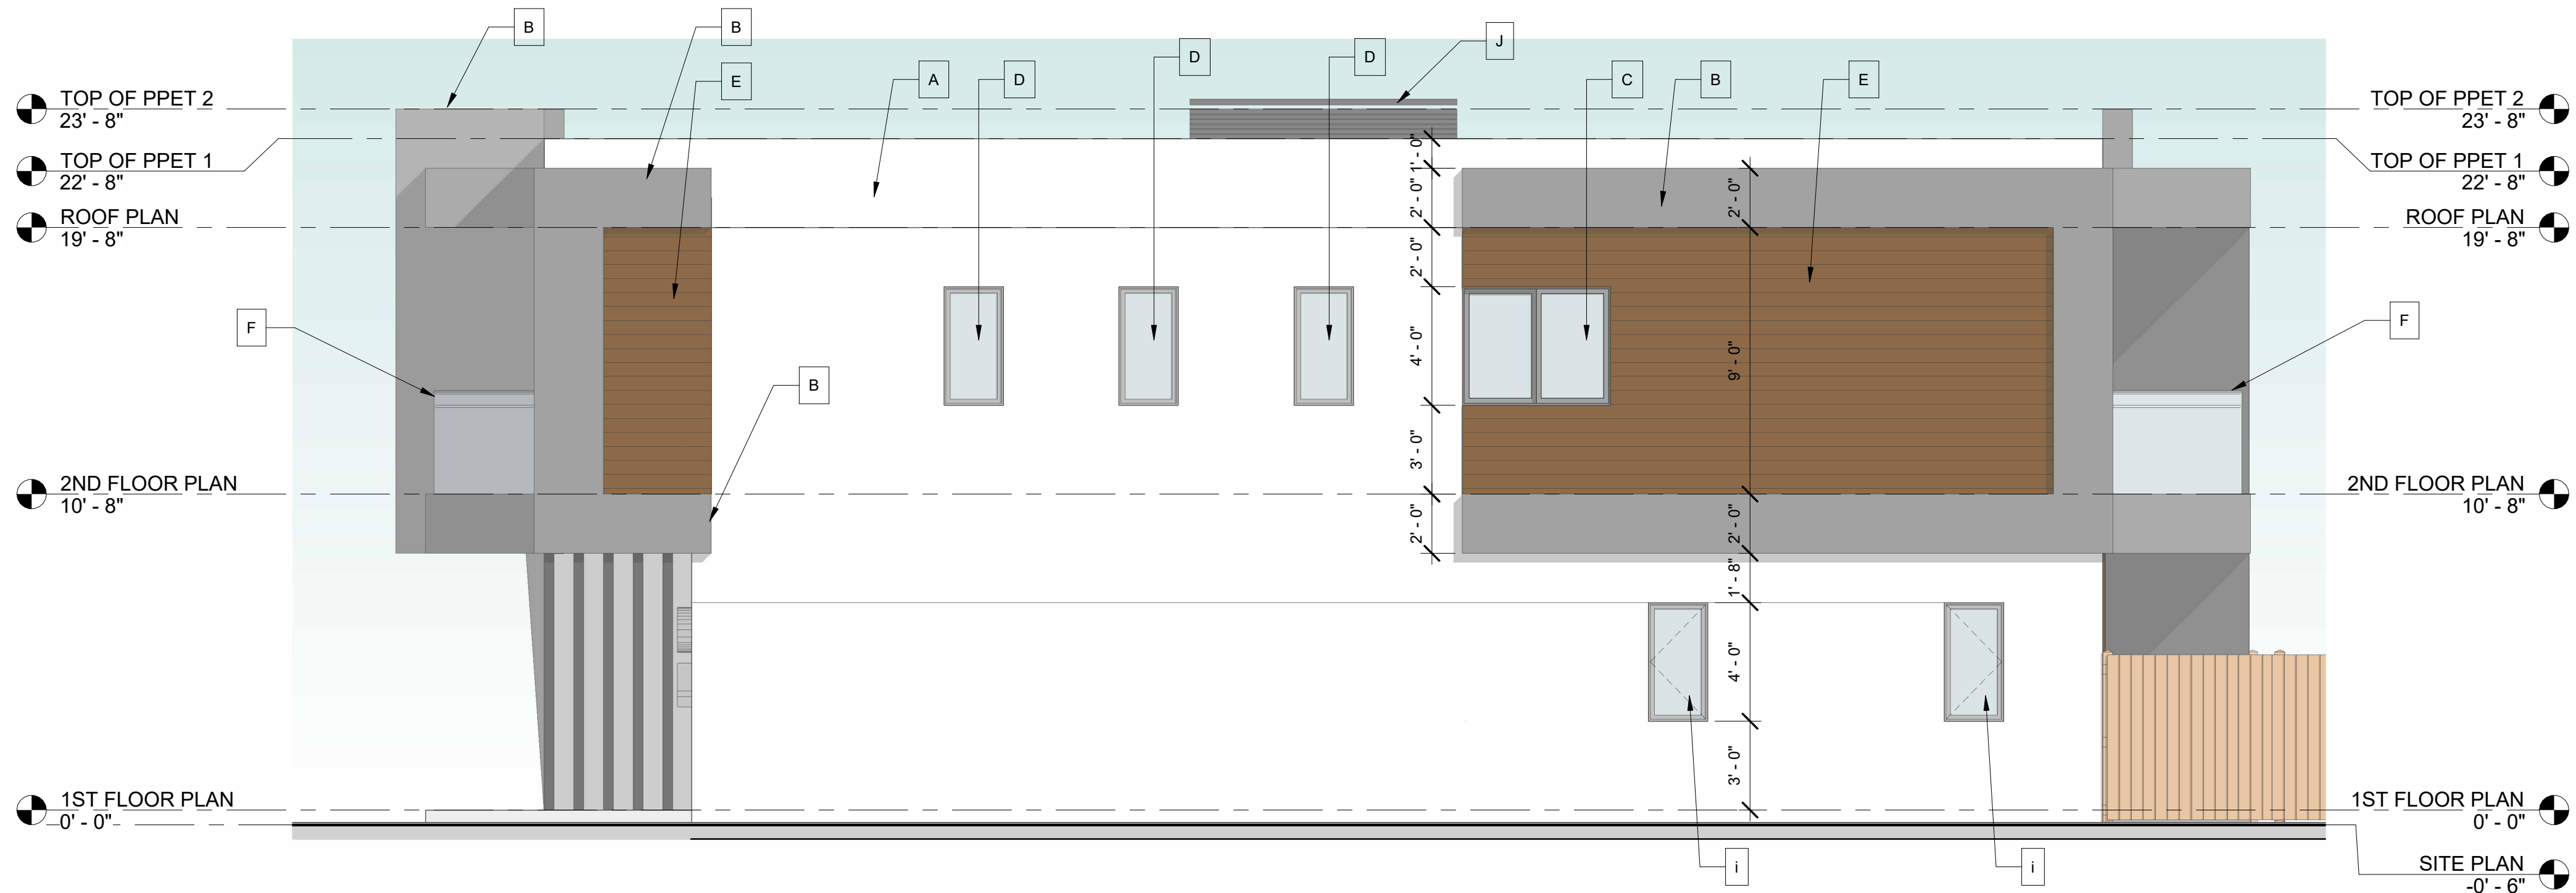 B
B
J
E
A
D
D
D
C
B
E
TOP OF PPET 2
23' - 8"
TOP OF PPET 1
22' - 8"
ROOF PLAN
19' - 8"
F
B
2ND FLOOR PLAN
10' - 8"
1ST FLOOR PLAN
0' - 0"
1' - 0"
2' - 0"
2' - 0"
4' - 0"
3' - 0"
2' - 0"
2' - 0"
9' - 0"
2' - 0"
1' - 8"
4' - 0"
3' - 0"
TOP OF PPET 2
23' - 8"
TOP OF PPET 1
22' - 8"
ROOF PLAN
19' - 8"
F
2ND FLOOR PLAN
10' - 8"
1ST FLOOR PLAN
0' - 0"
SITE PLAN
-0' - 6"
i
i